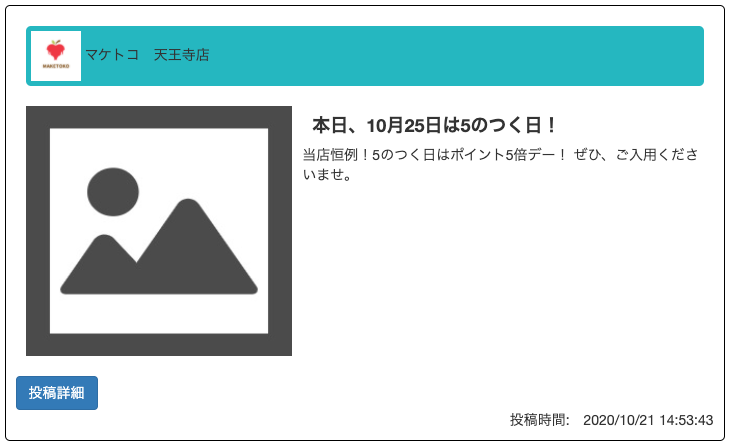 マケトコ　天王寺店
MAKETOKO
本日、10月25日は5のつく日！
当店恒例！5のつく日はポイント5倍デー！ ぜひ、ご入用くださ
いませ。
投稿詳細
投稿時間:　2020/10/21 14:53:43